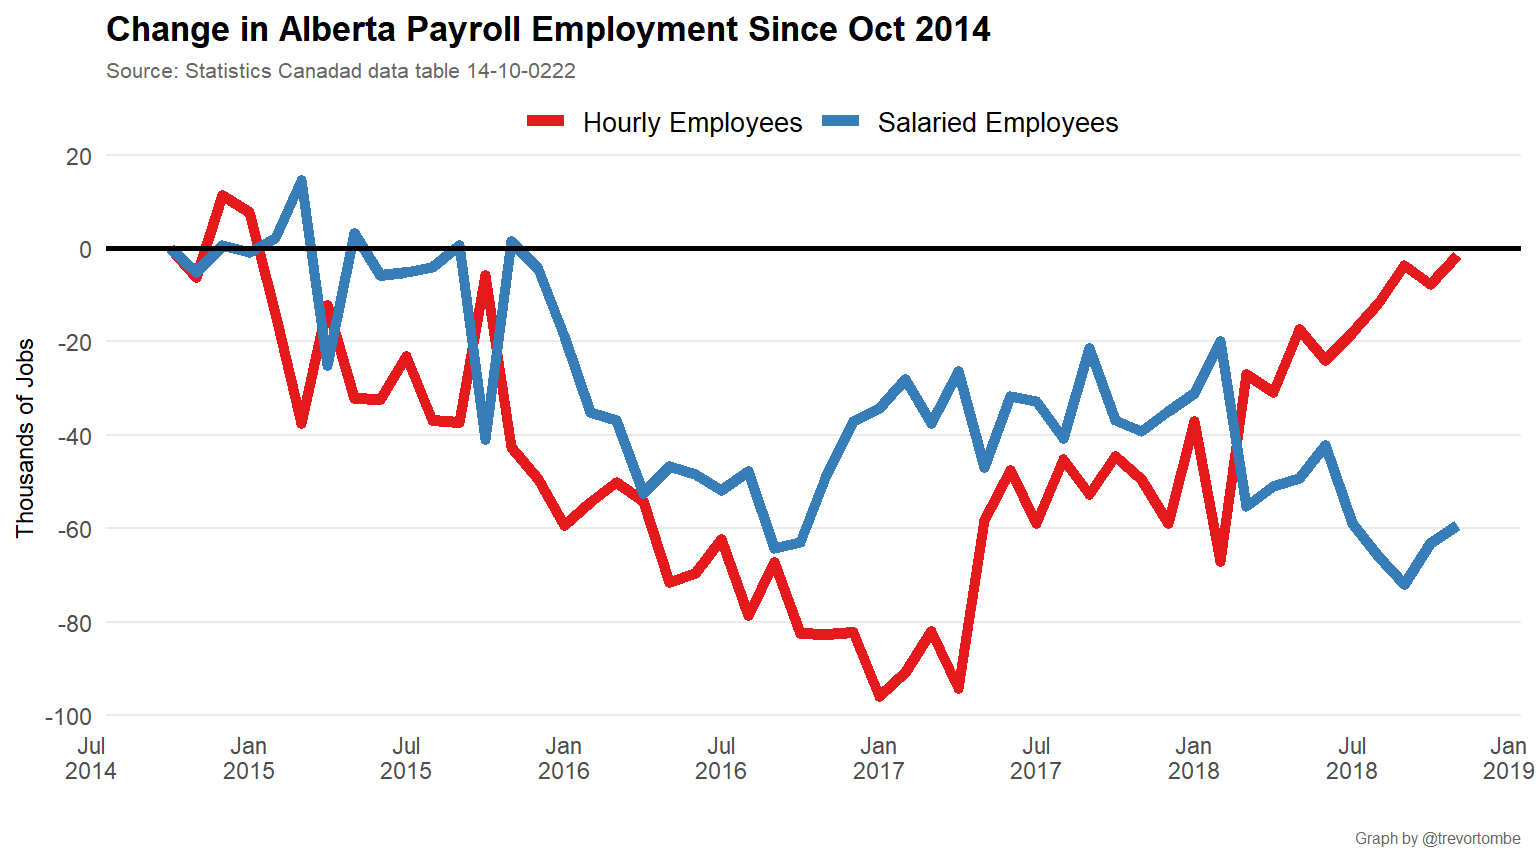 Change in Alberta Payroll Employment Since Oct 2014
Source: Statistics Canadad data table 14-10-0222
Hourly Employees Salaried Employees
Thousands of Jobs
20
0
-20
-40
-60
-80
-100
Jul Jan Jul Jan Jul Jan Jul Jan Jul Jan
2014 2015 2015 2016 2016 2017 2017 2018 2018 2019
Graph by @trevortombe